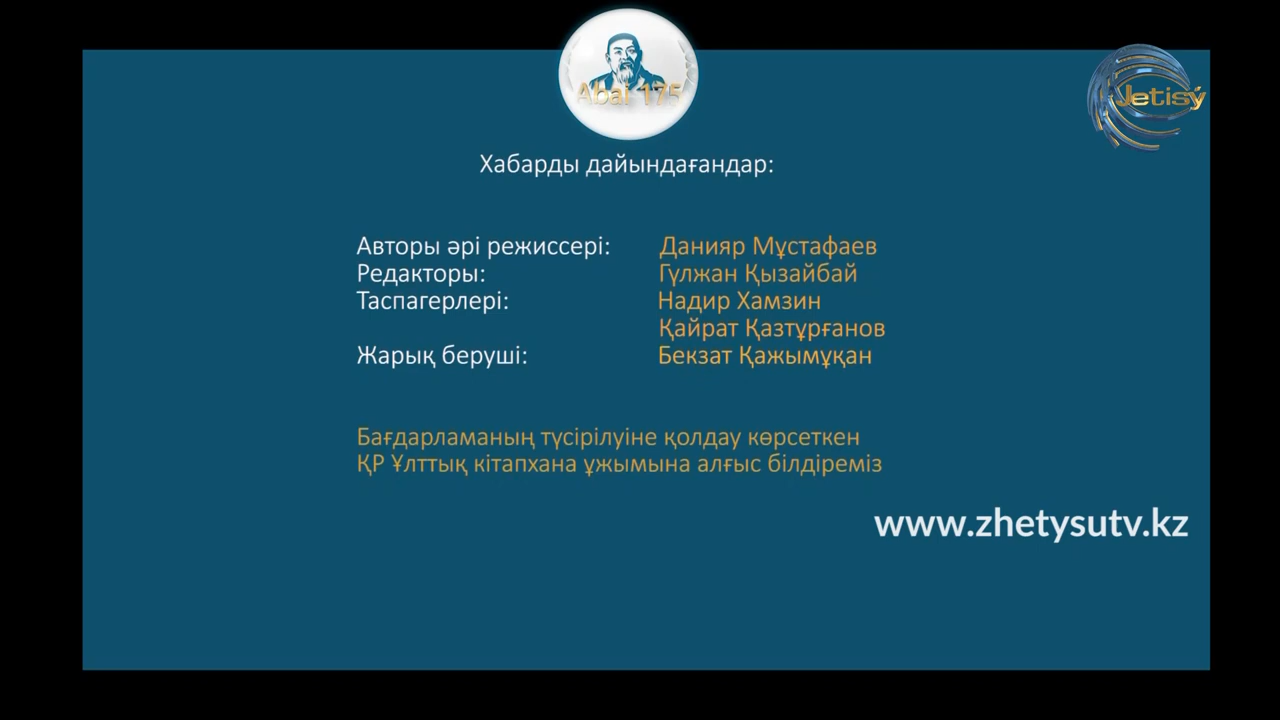 Abai 175
Jetisý
Хабарды дайындағандар:
Авторы әрі режиссері: Данияр Мұстафаев
Редакторы: Гүлжан Қызайбай
Таспагерлері: Надир Хамзин
Қайрат Қазтұрғанов
Жарық беруші: Бекзат Қажымұқан
Бағдарламаның түсірілуіне қолдау көрсеткен
ҚР Ұлттық кітапхана ұжымына алғыс білдіреміз
www.zhetysutv.kz